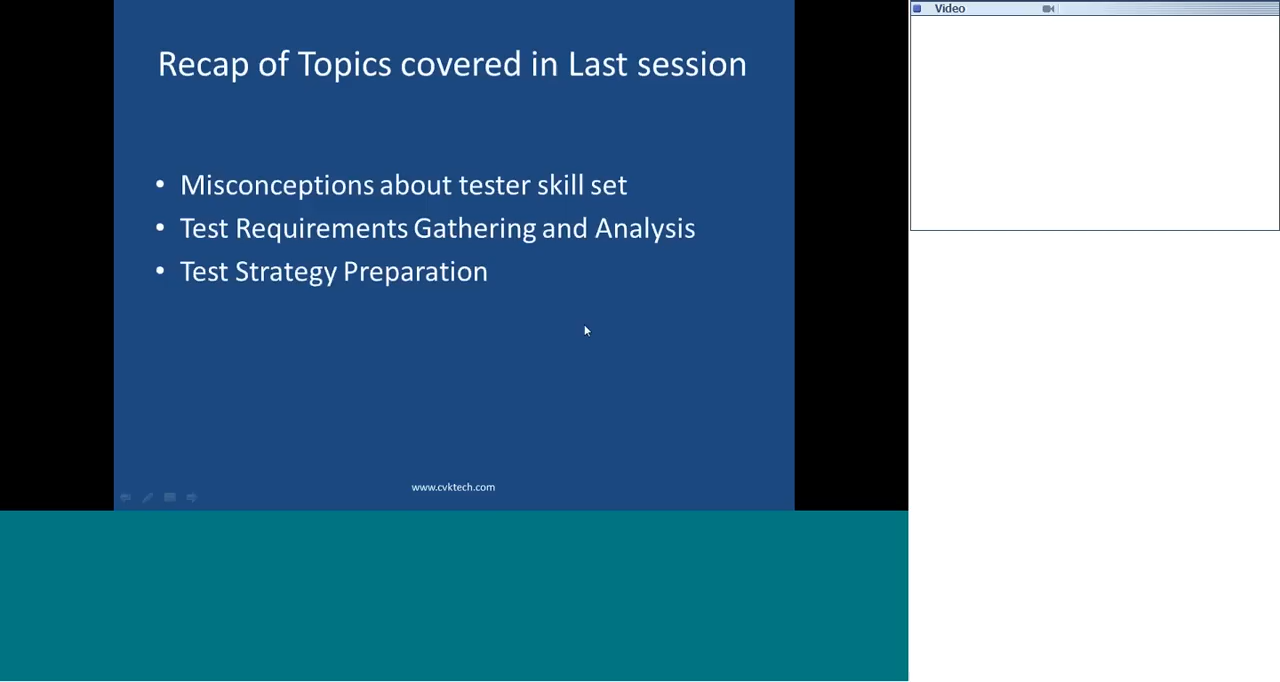 Video
Recap of Topics covered in Last session
• Misconceptions about tester skill set
• Test Requirements Gathering and Analysis
• Test Strategy Preparation
www.cvktech.com